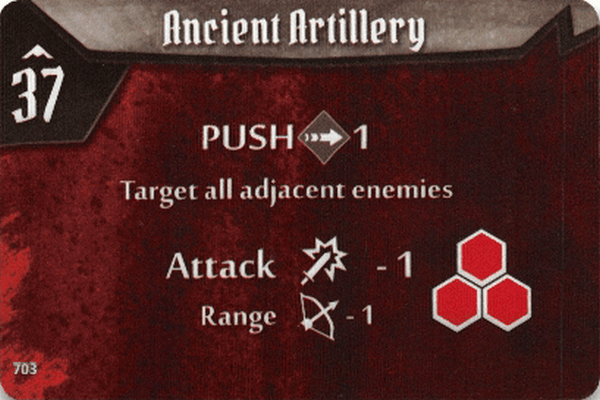 Ancient Artillery
37
PUSH 1
Target all adjacent enemies
Attack - 1
Range - 1
703